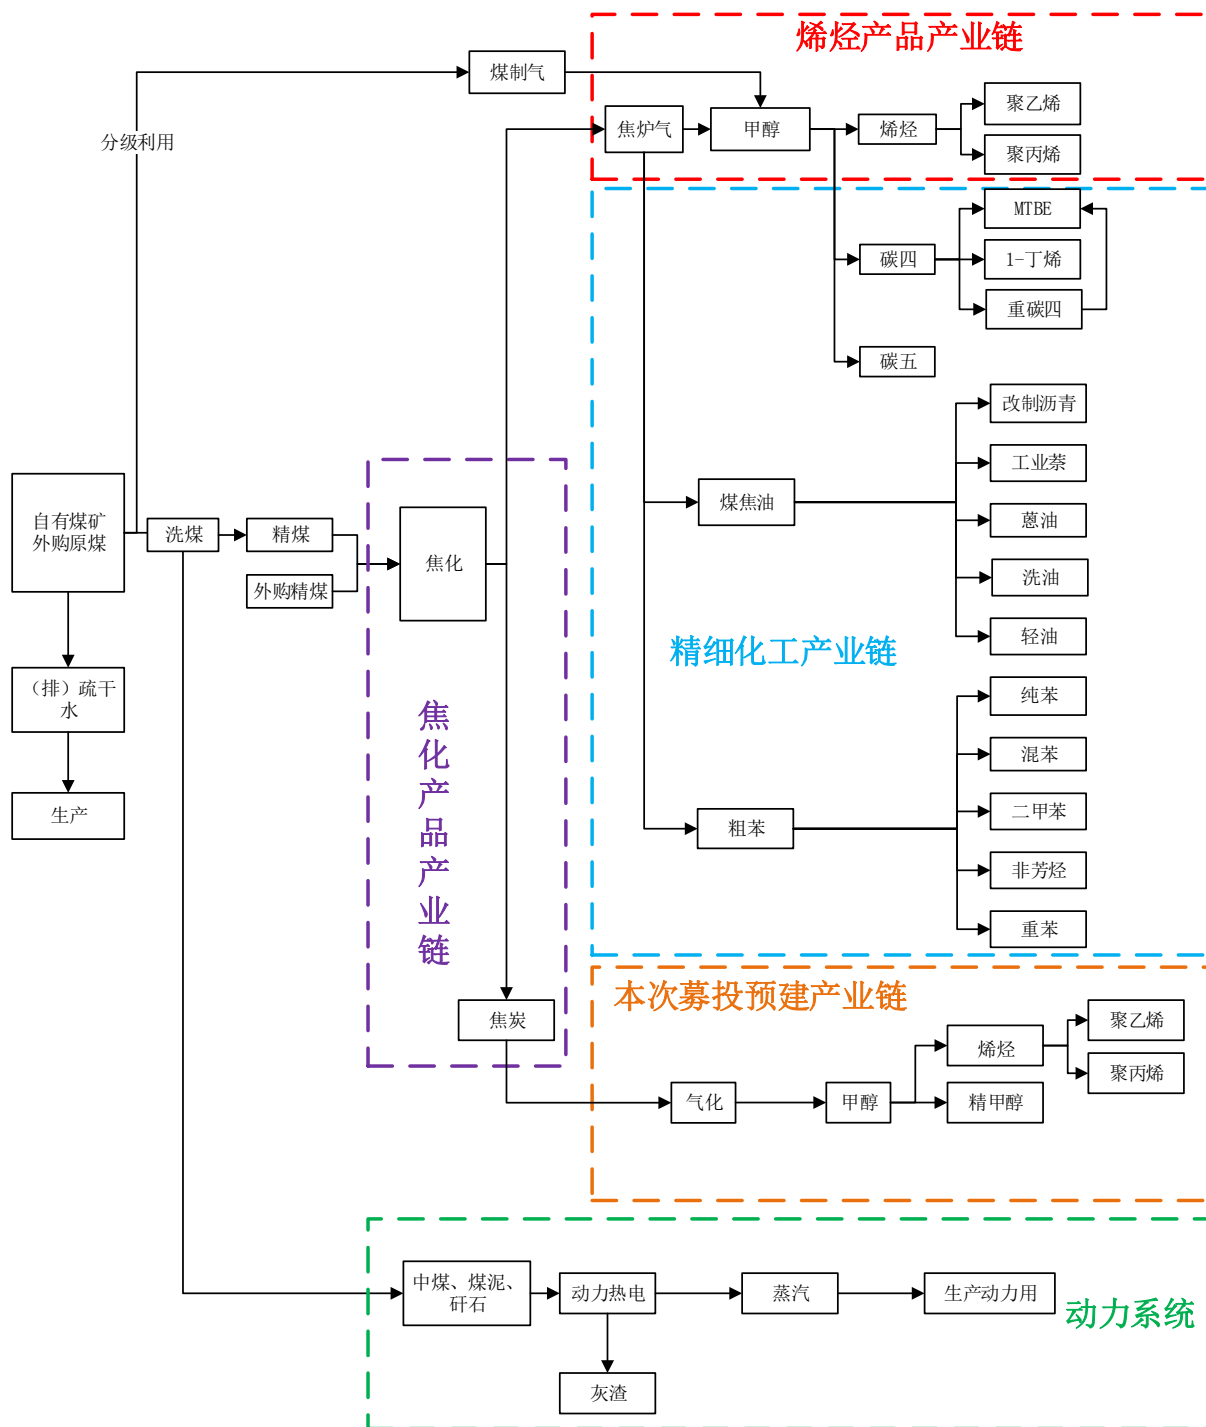 烯烃产品产业链
煤制气
焦炉气
甲醇
烯烃
聚乙烯
聚丙烯
分级利用
MTBE
碳四
1-丁烯
重碳四
碳五
改制沥青
工业萘
煤焦油
蒽油
洗油
轻油
精细化工产业链
自有煤矿
外购原煤
洗煤
精煤
外购精煤
焦化
（排）疏干
水
生产
焦化产品产业链
纯苯
混苯
粗苯
二甲苯
非芳烃
重苯
焦炭
本次募投预建产业链
气化
甲醇
烯烃
精甲醇
聚乙烯
聚丙烯
中煤、煤泥、
矸石
动力热电
蒸汽
生产动力用
灰渣
动力系统